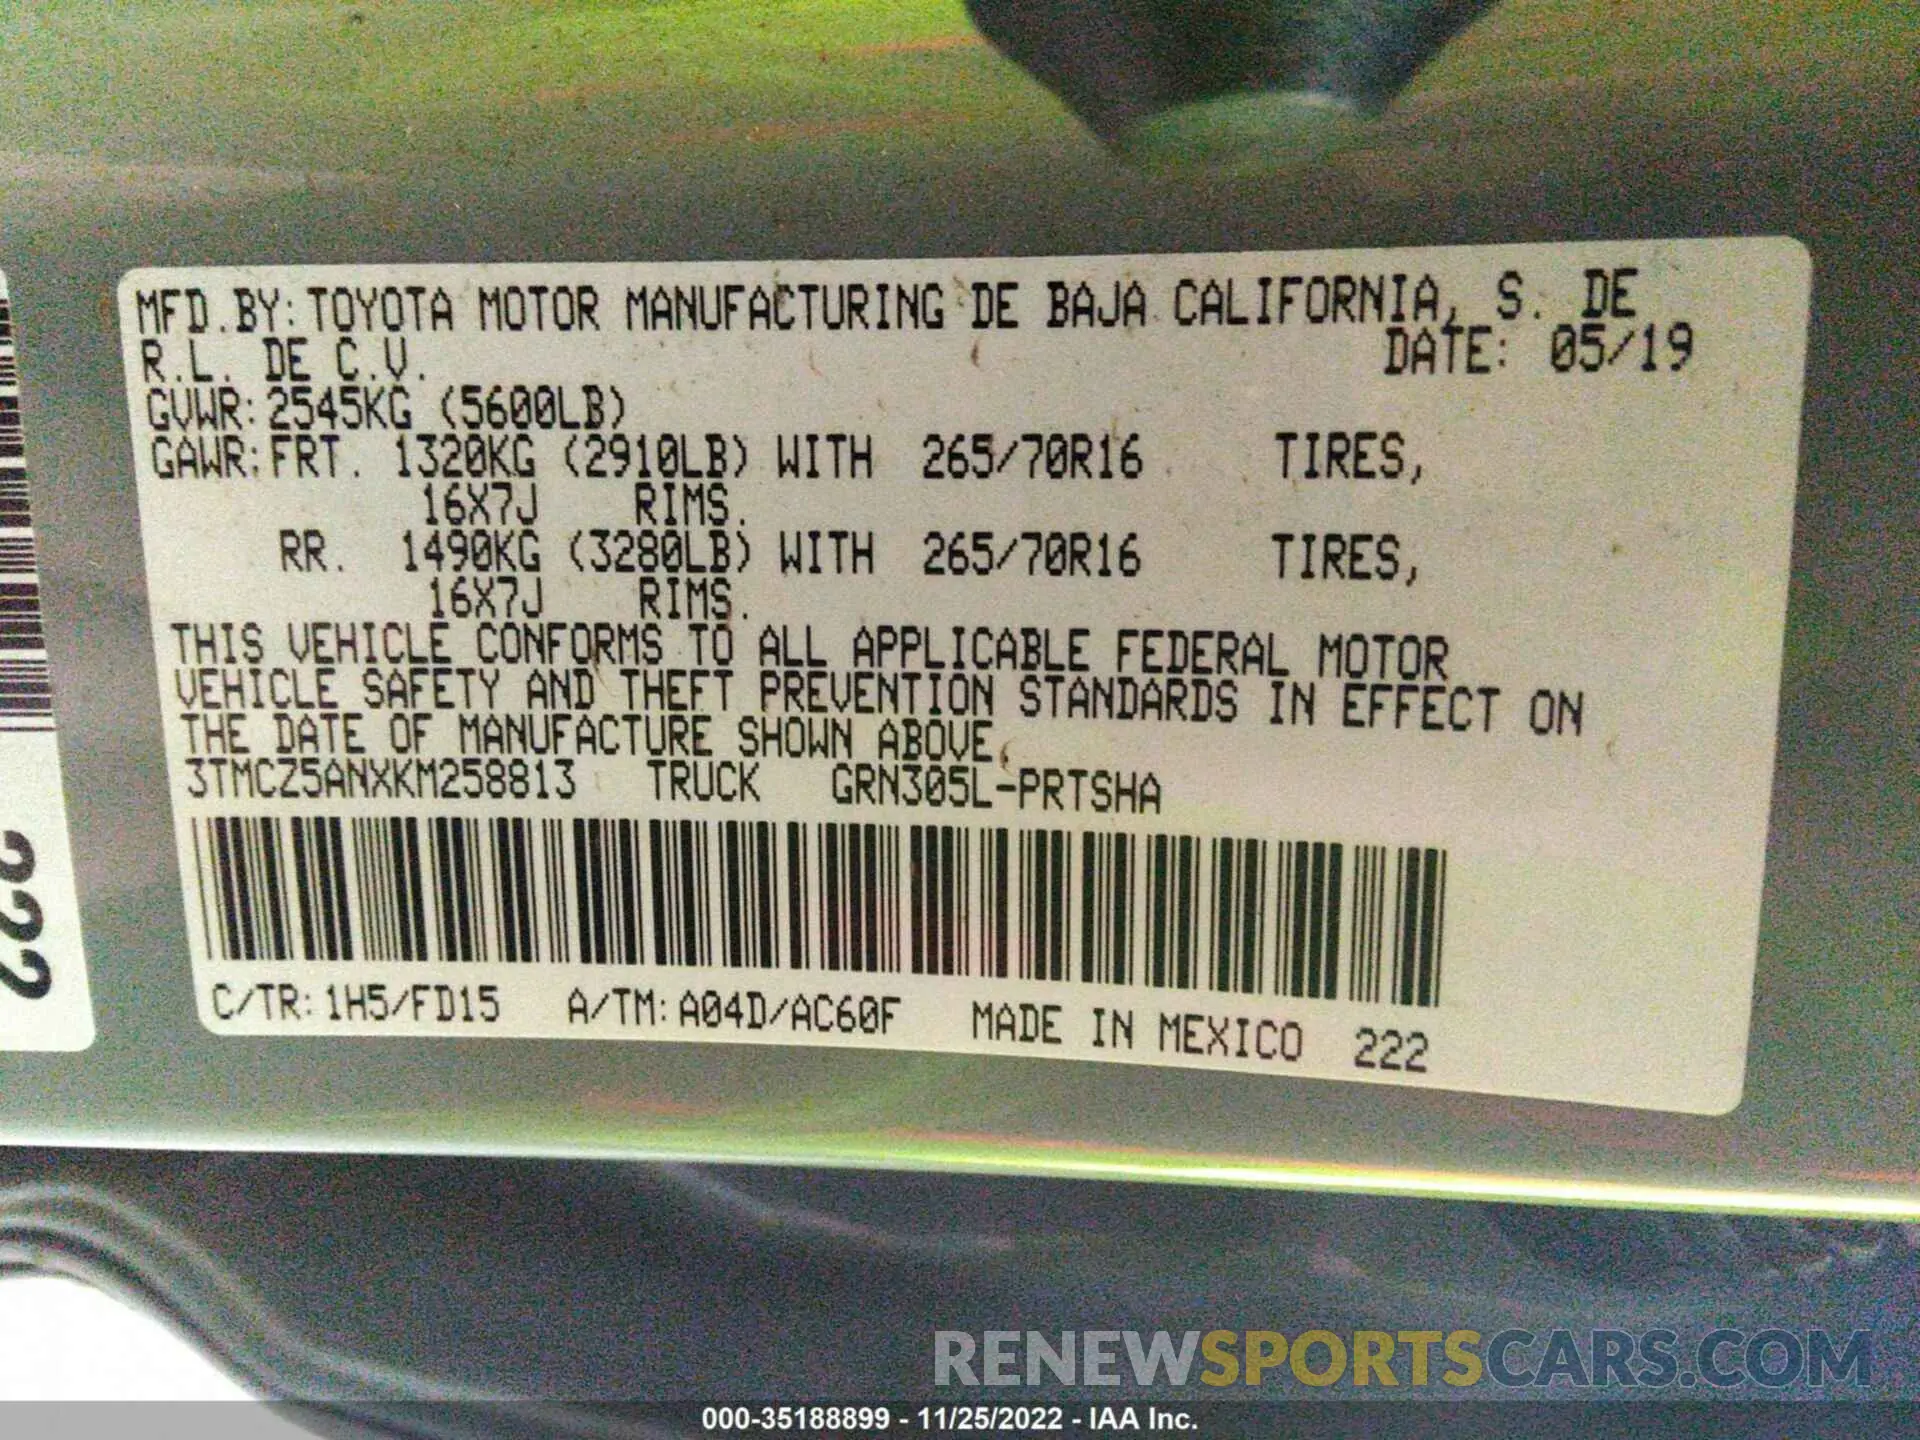 MFD.BY:TOYOTA MOTOR MANUFACTURING DE BAJA CALIFORNIA, S. DE
R.L. DE C.V. DATE: 05/19
GVWR:2545KG (5600LB)
GAWR:FRT. 1320KG (2910LB) WITH 265/70R16 TIRES,
16X7J RIMS.
RR. 1490KG (3280LB) WITH 265/70R16 TIRES,
16X7J RIMS.
THIS VEHICLE CONFORMS TO ALL APPLICABLE FEDERAL MOTOR
VEHICLE SAFETY AND THEFT PREVENTION STANDARDS IN EFFECT ON
THE DATE OF MANUFACTURE SHOWN ABOVE.
3TMCZ5ANXKM258813 TRUCK GRN305L-PRTSHA
C/TR:1H5/FD15 A/TM:A04D/AC60F MADE IN MEXICO 222
222
RENEWSPORTSCARS.COM
000-35188899 - 11/25/2022 - IAA Inc.